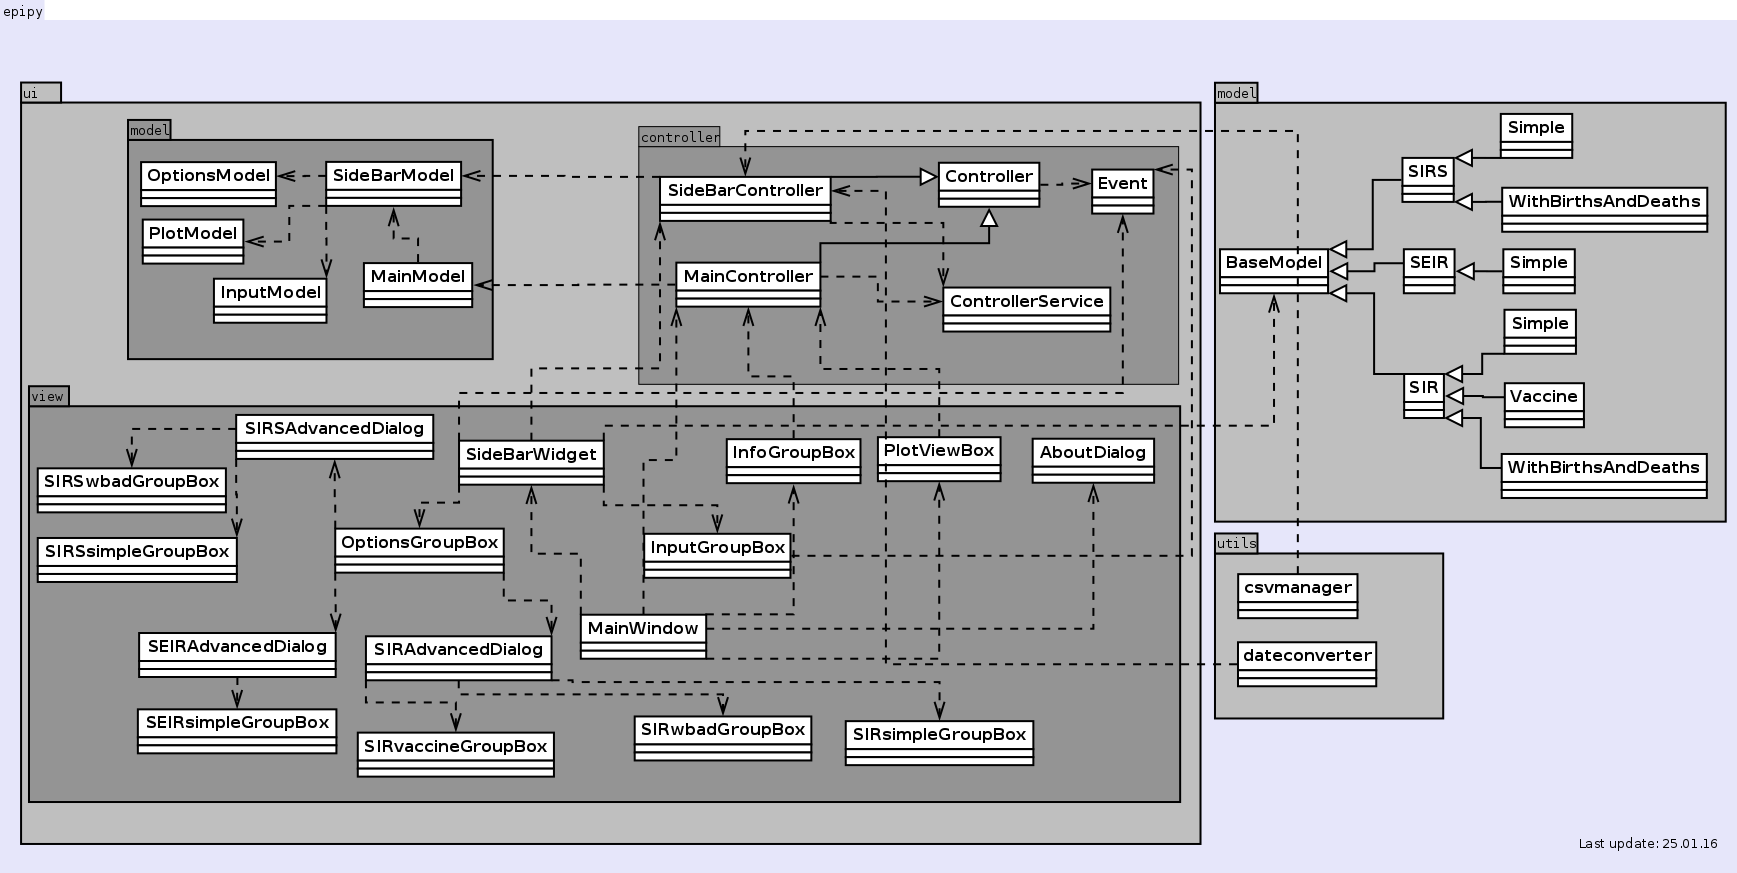 epipy
ui
model
OptionsModel
SideBarModel
PlotModel
InputModel
MainModel
controller
SideBarController
Controller
Event
MainController
ControllerService
view
SIRSAdvancedDialog
SIRSwbadGroupBox
SIRSsimpleGroupBox
SideBarWidget
OptionsGroupBox
InfoGroupBox
PlotViewBox
AboutDialog
InputGroupBox
MainWindow
SEIRAdvancedDialog
SIRAdvancedDialog
SEIRsimpleGroupBox
SIRvaccineGroupBox
SIRwbadGroupBox
SIRsimpleGroupBox
model
Simple
SIRS
WithBirthsAndDeaths
BaseModel
SEIR
Simple
Simple
SIR
Vaccine
WithBirthsAndDeaths
utils
csvmanager
dateconverter
Last update: 25.01.16